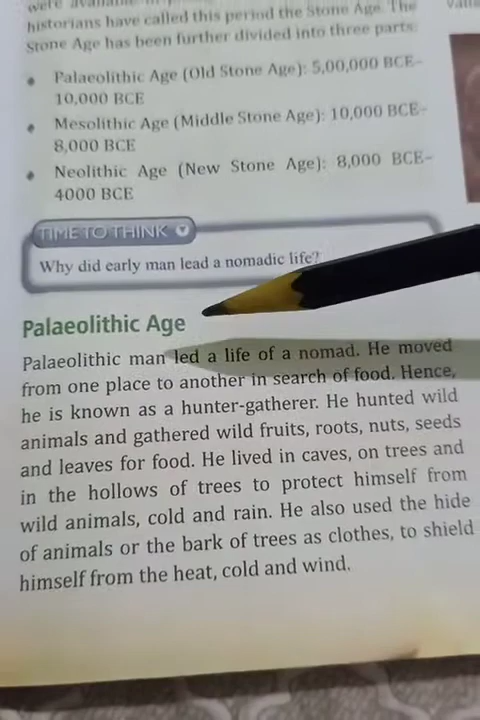 were
historians have called this period the Stone Age. The
Stone Age has been further divided into three parts:
• Palaeolithic Age (Old Stone Age): 5,00,000 BCE–
10,000 BCE
• Mesolithic Age (Middle Stone Age): 10,000 BCE–
8,000 BCE
• Neolithic Age (New Stone Age): 8,000 BCE–
4000 BCE
TIME TO THINK
Why did early man lead a nomadic life?
Palaeolithic Age
Palaeolithic man led a life of a nomad. He moved
from one place to another in search of food. Hence,
he is known as a hunter-gatherer. He hunted wild
animals and gathered wild fruits, roots, nuts, seeds
and leaves for food. He lived in caves, on trees and
in the hollows of trees to protect himself from
wild animals, cold and rain. He also used the hide
of animals or the bark of trees as clothes, to shield
himself from the heat, cold and wind.